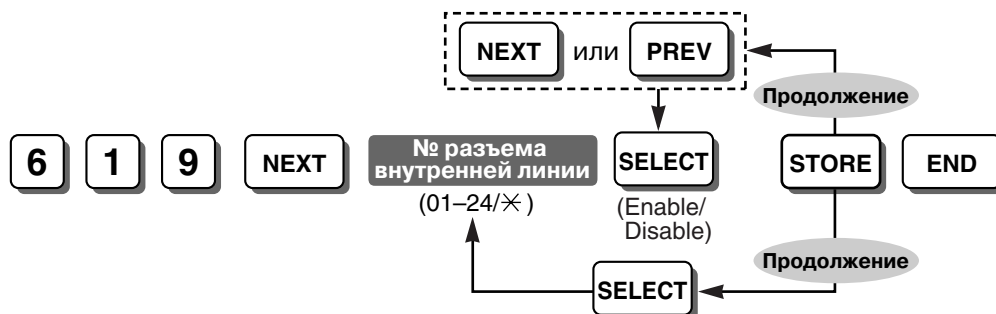 NEXT или PREV
Продолжение
6 1 9 NEXT № разъема внутренней линии SELECT STORE END
(01–24/✳)
(Enable/
Disable)
Продолжение
SELECT